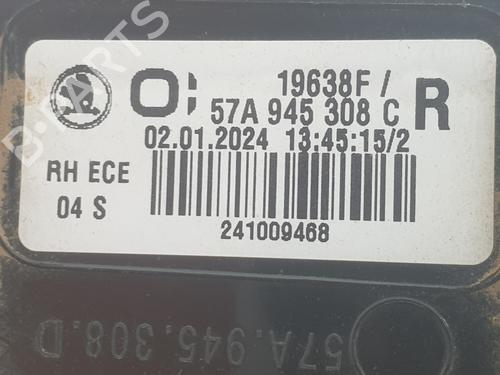 19638F /
O: 57A 945 308 C R
02.01.2024 13:45:15/2
RH ECE
04 S
241009468
57A.945.308.D
B-PARTS